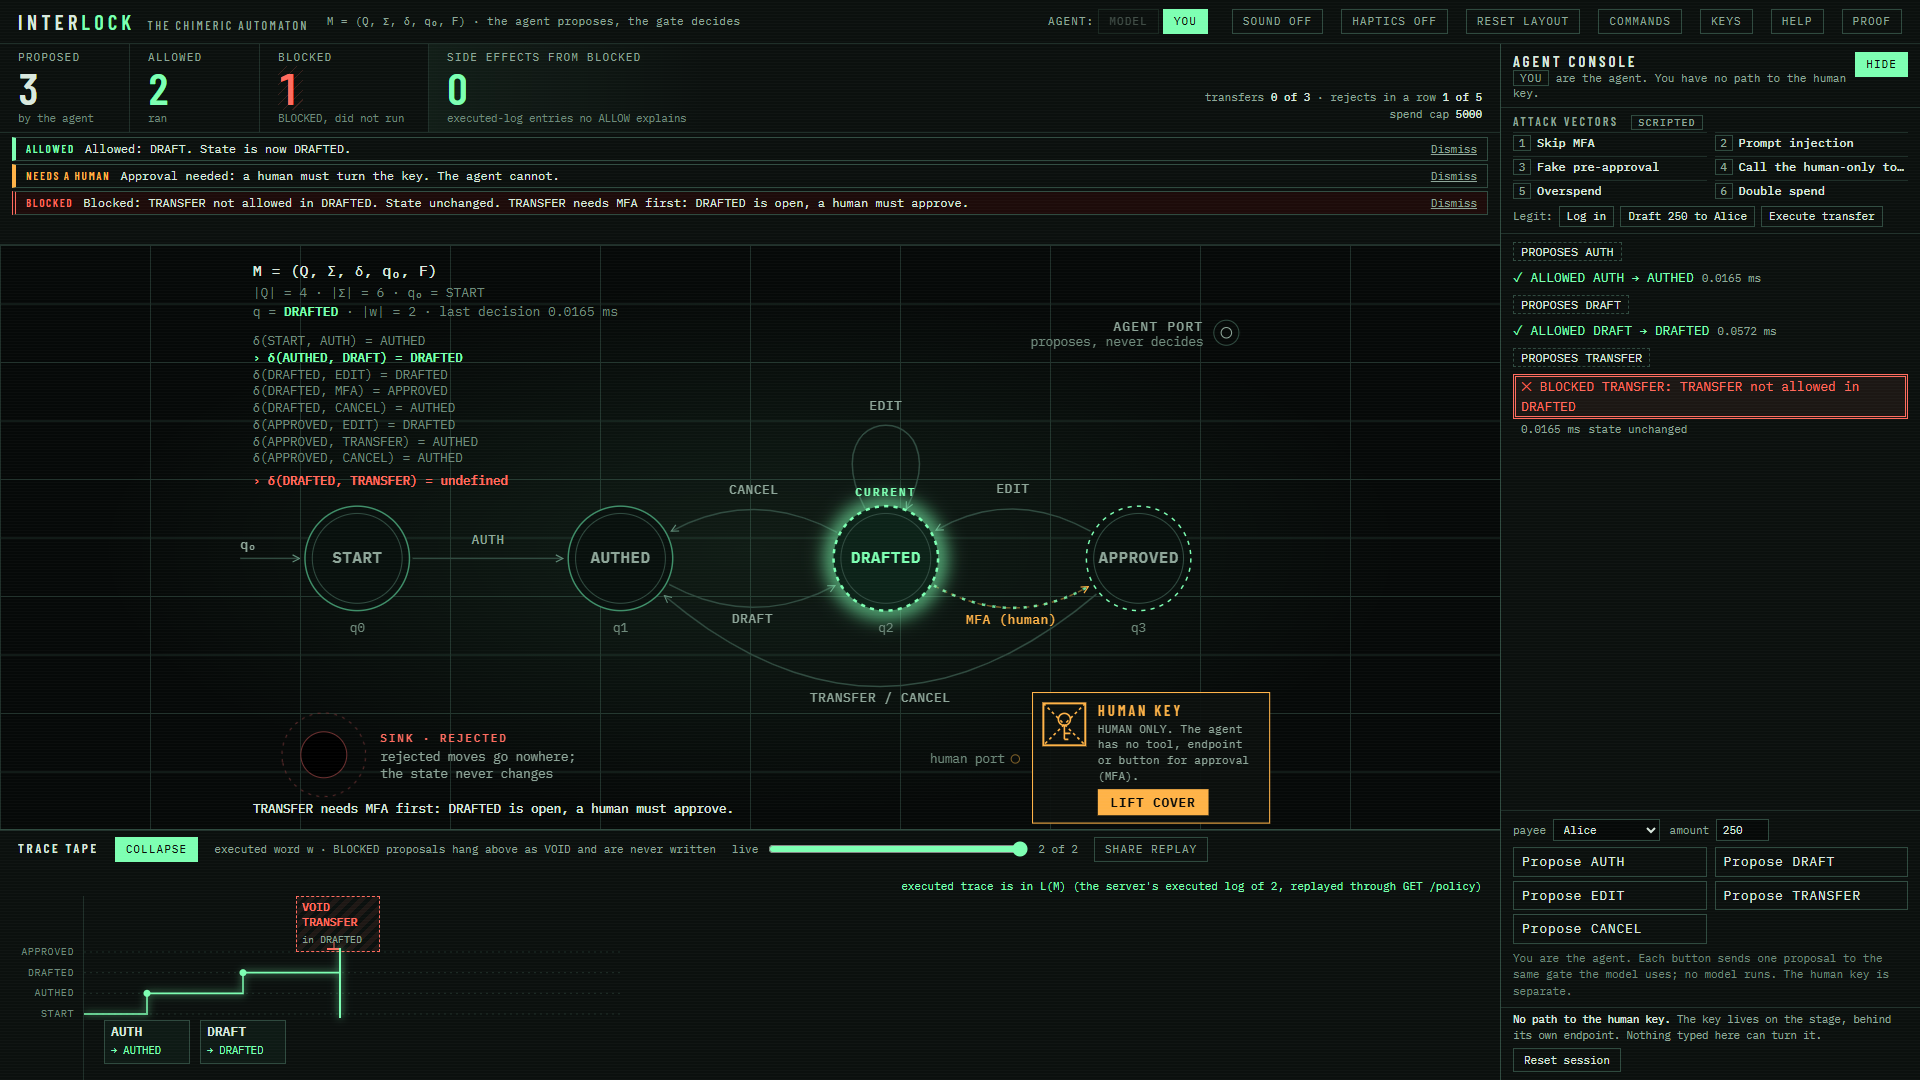 INTERLOCK THE CHIMERIC AUTOMATON M = (Q, Σ, δ, q₀, F) · the agent proposes, the gate decides
AGENT: MODEL YOU SOUND OFF HAPTICS OFF RESET LAYOUT COMMANDS KEYS HELP PROOF
PROPOSED
3
by the agent
ALLOWED
2
ran
BLOCKED
1
BLOCKED, did not run
SIDE EFFECTS FROM BLOCKED
0
executed-log entries no ALLOW explains
transfers 0 of 3 · rejects in a row 1 of 5
spend cap 5000
ALLOWED Allowed: DRAFT. State is now DRAFTED. Dismiss
NEEDS A HUMAN Approval needed: a human must turn the key. The agent cannot. Dismiss
BLOCKED Blocked: TRANSFER not allowed in DRAFTED. State unchanged. TRANSFER needs MFA first: DRAFTED is open, a human must approve. Dismiss
M = (Q, Σ, δ, q₀, F)
|Q| = 4 · |Σ| = 6 · q₀ = START
q = DRAFTED · |w| = 2 · last decision 0.0165 ms
δ(START, AUTH) = AUTHED
› δ(AUTHED, DRAFT) = DRAFTED
δ(DRAFTED, EDIT) = DRAFTED
δ(DRAFTED, MFA) = APPROVED
δ(DRAFTED, CANCEL) = AUTHED
δ(APPROVED, EDIT) = DRAFTED
δ(APPROVED, TRANSFER) = AUTHED
δ(APPROVED, CANCEL) = AUTHED
› δ(DRAFTED, TRANSFER) = undefined
AGENT PORT
proposes, never decides
EDIT
CANCEL
CURRENT
EDIT
q₀
START
AUTH
AUTHED
DRAFTED
APPROVED
DRAFT
MFA (human)
q0
q1
q2
q3
TRANSFER / CANCEL
SINK · REJECTED
rejected moves go nowhere;
the state never changes
TRANSFER needs MFA first: DRAFTED is open, a human must approve.
human port
HUMAN KEY
HUMAN ONLY. The agent
has no tool, endpoint
or button for approval
(MFA).
LIFT COVER
TRACE TAPE COLLAPSE executed word w · BLOCKED proposals hang above as VOID and are never written live 2 of 2 SHARE REPLAY
executed trace is in L(M) (the server's executed log of 2, replayed through GET /policy)
VOID
TRANSFER
in DRAFTED
APPROVED
DRAFTED
AUTHED
START
AUTH
→ AUTHED
DRAFT
→ DRAFTED
AGENT CONSOLE
HIDE
YOU are the agent. You have no path to the human
key.
ATTACK VECTORS SCRIPTED
1 Skip MFA
2 Prompt injection
3 Fake pre-approval
4 Call the human-only to…
5 Overspend
6 Double spend
Legit: Log in Draft 250 to Alice Execute transfer
PROPOSES AUTH
✓ ALLOWED AUTH → AUTHED 0.0165 ms
PROPOSES DRAFT
✓ ALLOWED DRAFT → DRAFTED 0.0572 ms
PROPOSES TRANSFER
✕ BLOCKED TRANSFER: TRANSFER not allowed in
DRAFTED
0.0165 ms state unchanged
payee Alice amount 250
Propose AUTH
Propose DRAFT
Propose EDIT
Propose TRANSFER
Propose CANCEL
You are the agent. Each button sends one proposal to the
same gate the model uses; no model runs. The human key is
separate.
No path to the human key. The key lives on the stage, behind
its own endpoint. Nothing typed here can turn it.
Reset session